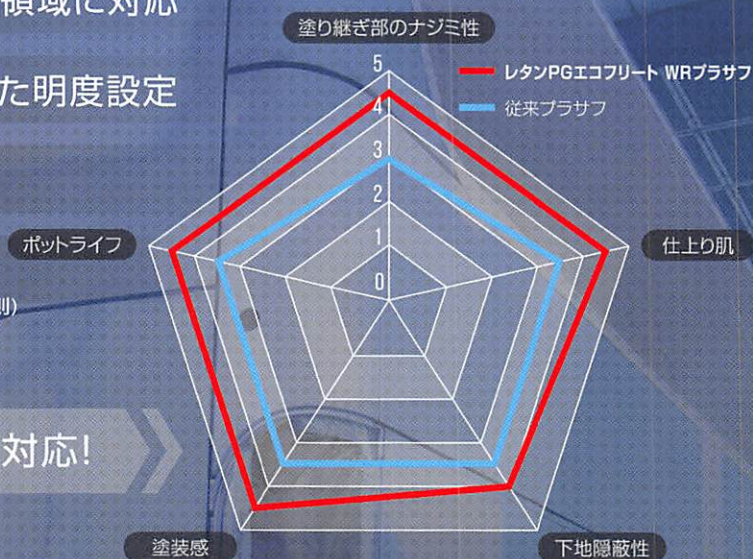 領域に対応
た明度設定
則)
対応!
塗り継ぎ部のナジミ性
レタンPGエコフリート WRプラサフ
従来プラサフ
5
4
3
2
1
0
ポットライフ
仕上り肌
塗装感
下地隠蔽性